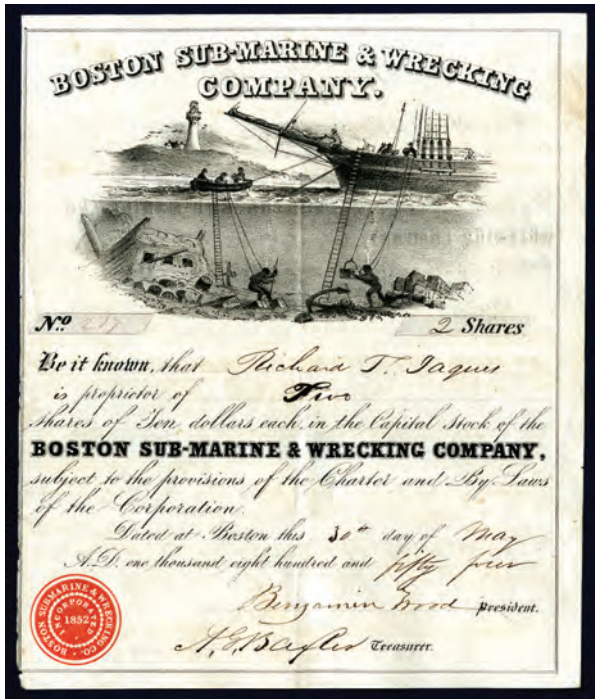 BOSTON SUB-MARINE & WRECKING
COMPANY.
No. 217
2 Shares
Be it known, that Richard T. Jaques
is proprietor of Two
shares of Ten dollars each, in the Capital Stock of the
BOSTON SUB-MARINE & WRECKING COMPANY,
subject to the provisions of the Charter and By-Laws
of the Corporation.
Dated at Boston this 30th day of May
A.D. one thousand eight hundred and fifty four
Benjamin Wood President.
Treasurer.
BOSTON SUBMARINE & WRECKING CO.
INCORPORATED
1852